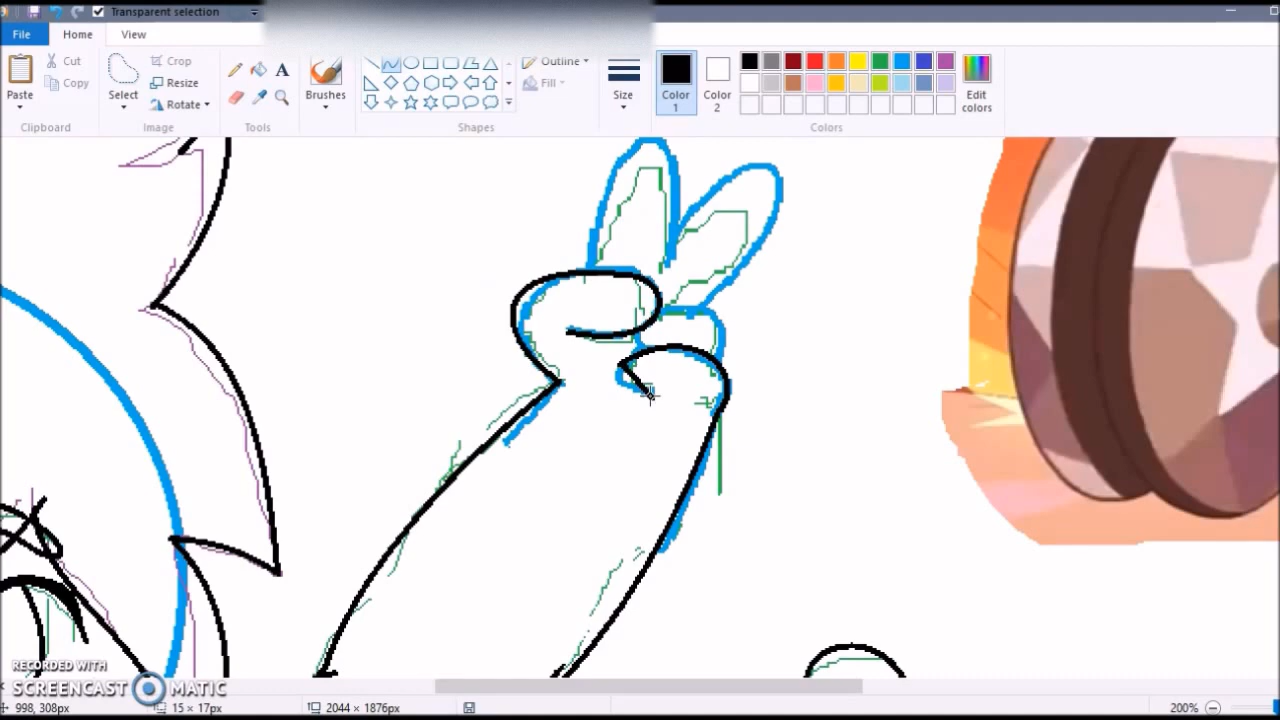 Transparent selection
File
Home
View
Paste
Cut
Copy
Clipboard
Select
Crop
Resize
Rotate
Image
A
Tools
Brushes
Outline
Fill
Shapes
Size
Color
1
Color
2
Edit
colors
Colors
RECORDED WITH
SCREENCAST MATIC
998, 308px
15 × 17px
2044 × 1876px
200%